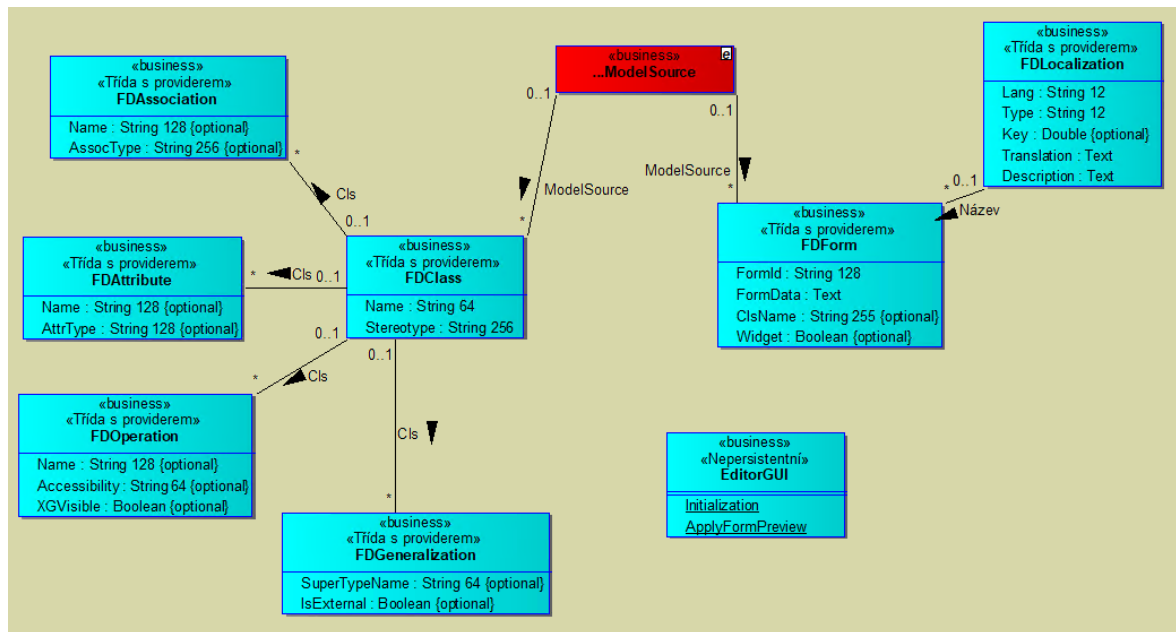 «business»
«Třída s providerem»
FDAssociation
Name : String 128 {optional}
AssocType : String 256 {optional}
«business»
e
...ModelSource
«business»
«Třída s providerem»
FDLocalization
Lang : String 12
Type : String 12
Key : Double {optional}
Translation : Text
Description : Text
0..1
0..1
*
Cls
0..1
ModelSource
*
ModelSource
*
0..1
*
Název
«business»
«Třída s providerem»
FDAttribute
Name : String 128 {optional}
AttrType : String 128 {optional}
*
Cls
0..1
«business»
«Třída s providerem»
FDClass
Name : String 64
Stereotype : String 256
«business»
«Třída s providerem»
FDForm
FormId : String 128
FormData : Text
ClsName : String 255 {optional}
Widget : Boolean {optional}
0..1
0..1
*
Cls
«business»
«Třída s providerem»
FDOperation
Name : String 128 {optional}
Accessibility : String 64 {optional}
XGVisible : Boolean {optional}
Cls
*
«business»
«Nepersistentní»
EditorGUI
Initialization
ApplyFormPreview
«business»
«Třída s providerem»
FDGeneralization
SuperTypeName : String 64 {optional}
IsExternal : Boolean {optional}